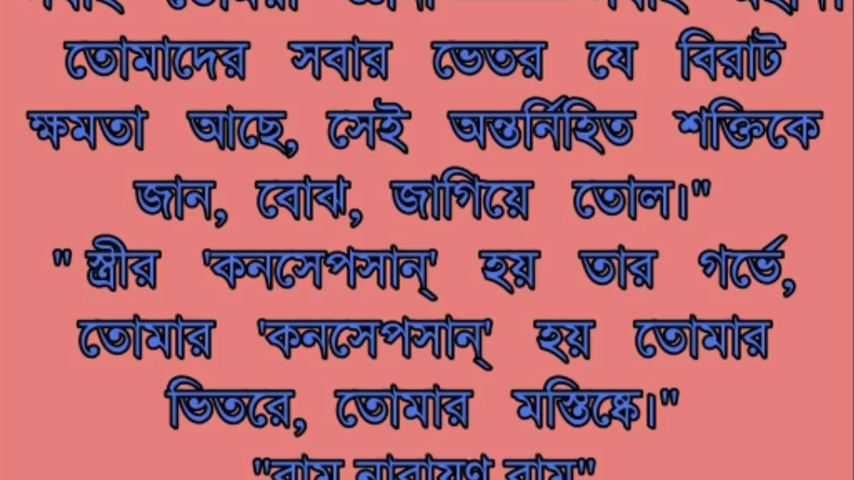 তোমাদের সবার ভেতর যে বিরাট
ক্ষমতা আছে, সেই অন্তর্নিহিত শক্তিকে
জান, বোঝ, জাগিয়ে তোল।"
" স্ত্রীর 'কনসেপসান্' হয় তার গর্ভে,
তোমার 'কনসেপসান্' হয় তোমার
ভিতরে, তোমার মস্তিষ্কে।"
"রাম নারায়ণ রাম"